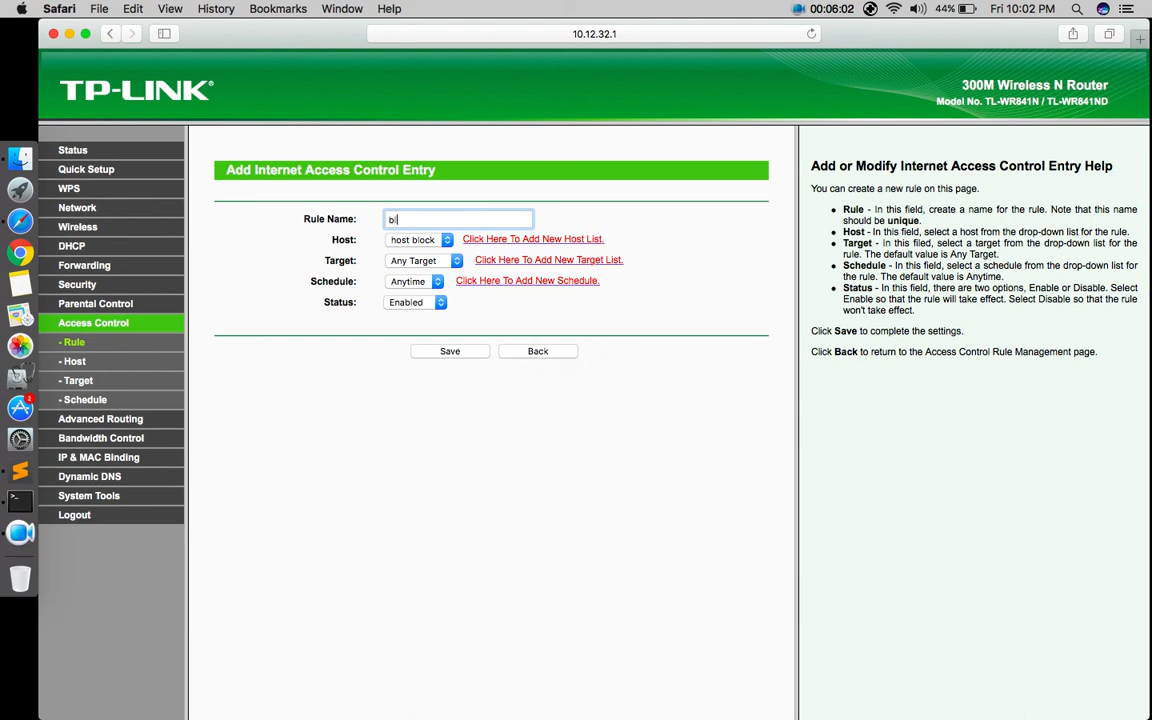 Safari File Edit View History Bookmarks Window Help 00:06:02 44% Fri 10:02 PM
10.12.32.1
TP-LINK®
300M Wireless N Router
Model No. TL-WR841N / TL-WR841ND
Status
Quick Setup
WPS
Network
Wireless
DHCP
Forwarding
Security
Parental Control
Access Control
- Rule
- Host
- Target
- Schedule
Advanced Routing
Bandwidth Control
IP & MAC Binding
Dynamic DNS
System Tools
Logout
2
Add Internet Access Control Entry
Rule Name: bl
Host: host block Click Here To Add New Host List.
Target: Any Target Click Here To Add New Target List.
Schedule: Anytime Click Here To Add New Schedule.
Status: Enabled
Save Back
Add or Modify Internet Access Control Entry Help
You can create a new rule on this page.
Rule - In this field, create a name for the rule. Note that this name
should be unique.
Host - In this field, select a host from the drop-down list for the rule.
Target - In this filed, select a target from the drop-down list for the
rule. The default value is Any Target.
Schedule - In this field, select a schedule from the drop-down list for
the rule. The default value is Anytime.
Status - In this field, there are two options, Enable or Disable. Select
Enable so that the rule will take effect. Select Disable so that the rule
won't take effect.
Click Save to complete the settings.
Click Back to return to the Access Control Rule Management page.